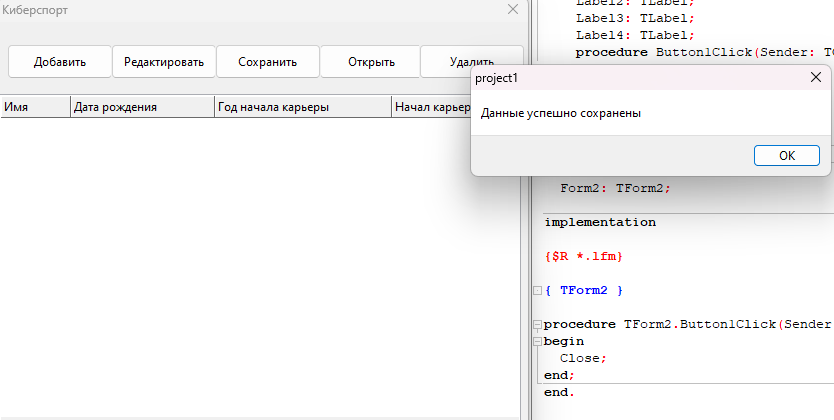 Киберспорт
Добавить
Редактировать
Сохранить
Открыть
Удалить
Имя
Дата рождения
Год начала карьеры
Начал карьер
Label2: TLabel;
Label3: TLabel;
Label4: TLabel;
procedure Button1Click(Sender: T
project1
Данные успешно сохранены
OK
Form2: TForm2;
implementation
{$R *.lfm}
{ TForm2 }
procedure TForm2.Button1Click(Sender
begin
Close;
end;
end.